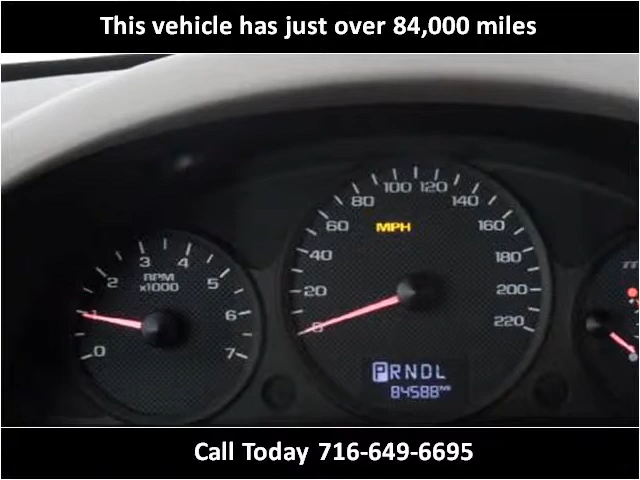 This vehicle has just over 84,000 miles
80 100 120 140
60 MPH 160
40 180
20 200
0 220
3 4
2 RPM 5
x1000
1 6
0 7
PRNDL
84588
Call Today 716-649-6695